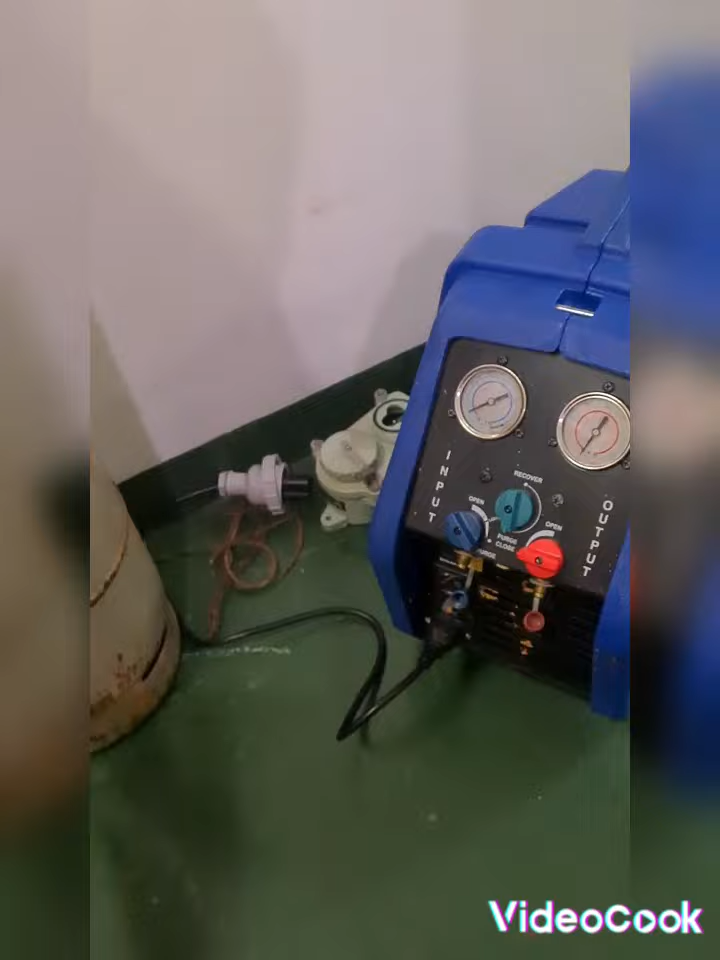 INPUT
RECOVER
OPEN
OPEN
PURGE
CLOSE
PURGE
OUTPUT
VideoCook